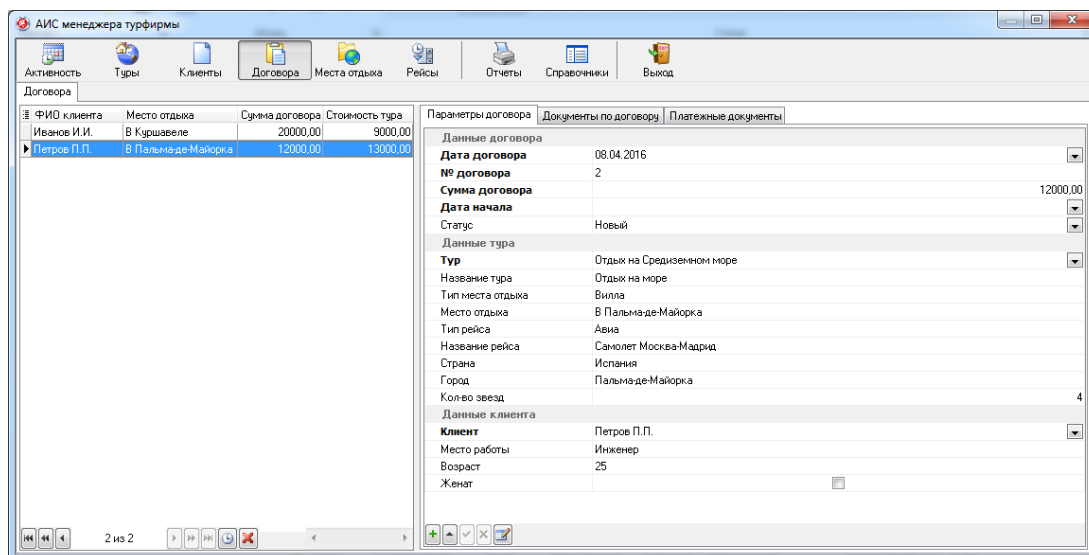 АИС менеджера турфирмы
Активность Туры Клиенты Договора Места отдыха Рейсы Отчеты Справочники Выход
Договора
ФИО клиента Место отдыха Сумма договора Стоимость тура
Иванов И.И. В Куршавеле 20000,00 9000,00
Петров П.П. В Пальма-де-Майорка 12000,00 13000,00
2 из 2
Параметры договора Документы по договору Платежные документы
Данные договора
Дата договора 08.04.2016
№ договора 2
Сумма договора 12000,00
Дата начала
Статус Новый
Данные тура
Тур Отдых на Средиземном море
Название тура Отдых на море
Тип места отдыха Вилла
Место отдыха В Пальма-де-Майорка
Тип рейса Авиа
Название рейса Самолет Москва-Мадрид
Страна Испания
Город Пальма-де-Майорка
Кол-во звезд 4
Данные клиента
Клиент Петров П.П.
Место работы Инженер
Возраст 25
Женат